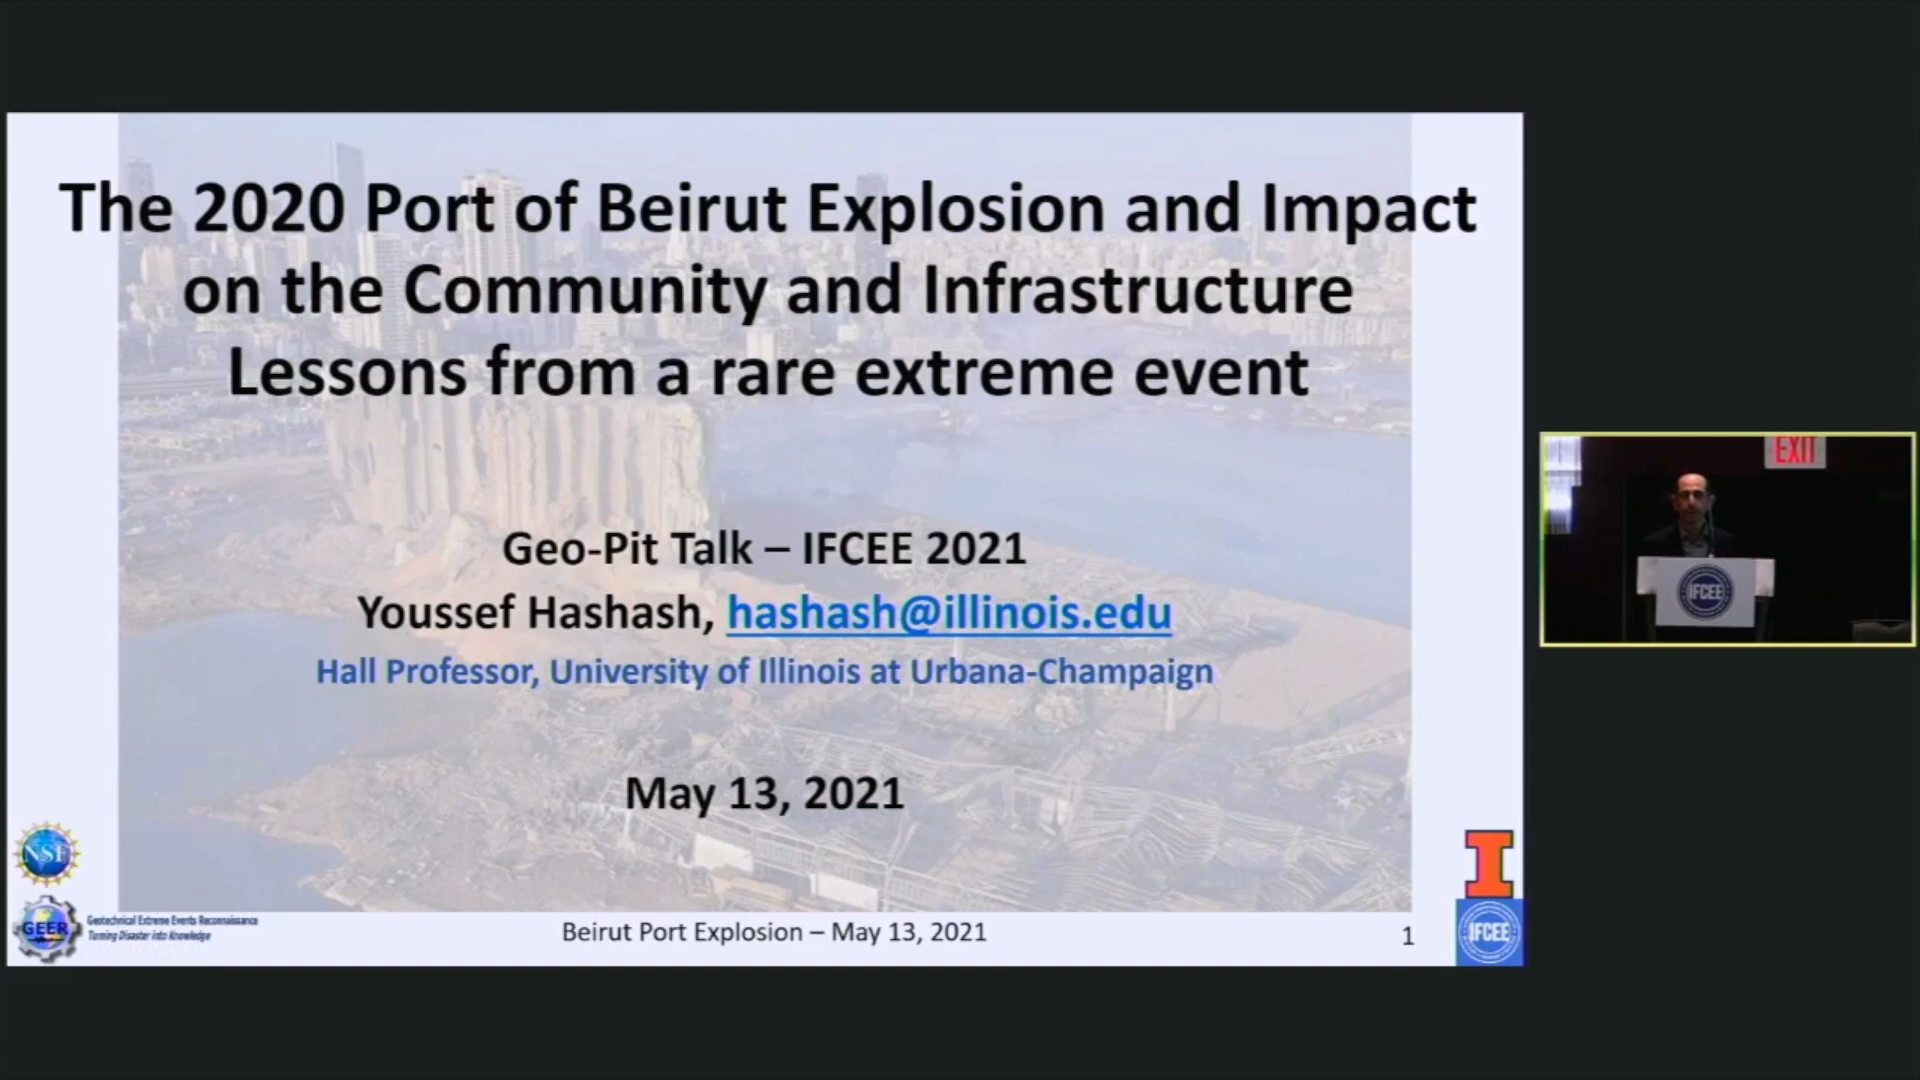 The 2020 Port of Beirut Explosion and Impact
on the Community and Infrastructure
Lessons from a rare extreme event
Geo-Pit Talk – IFCEE 2021
Youssef Hashash, hashash@illinois.edu
Hall Professor, University of Illinois at Urbana-Champaign
May 13, 2021
EXIT
IFCEE
NSF
GEER
Geotechnical Extreme Events Reconnaissance
Turning Disaster into Knowledge
Beirut Port Explosion – May 13, 2021
1
I
IFCEE